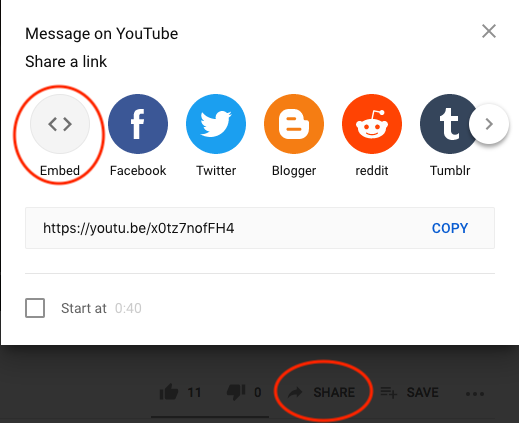 Message on YouTube
Share a link
Embed
Facebook
Twitter
Blogger
reddit
Tumblr
https://youtu.be/x0tz7nofFH4 COPY
Start at 0:40
11 0 SHARE SAVE